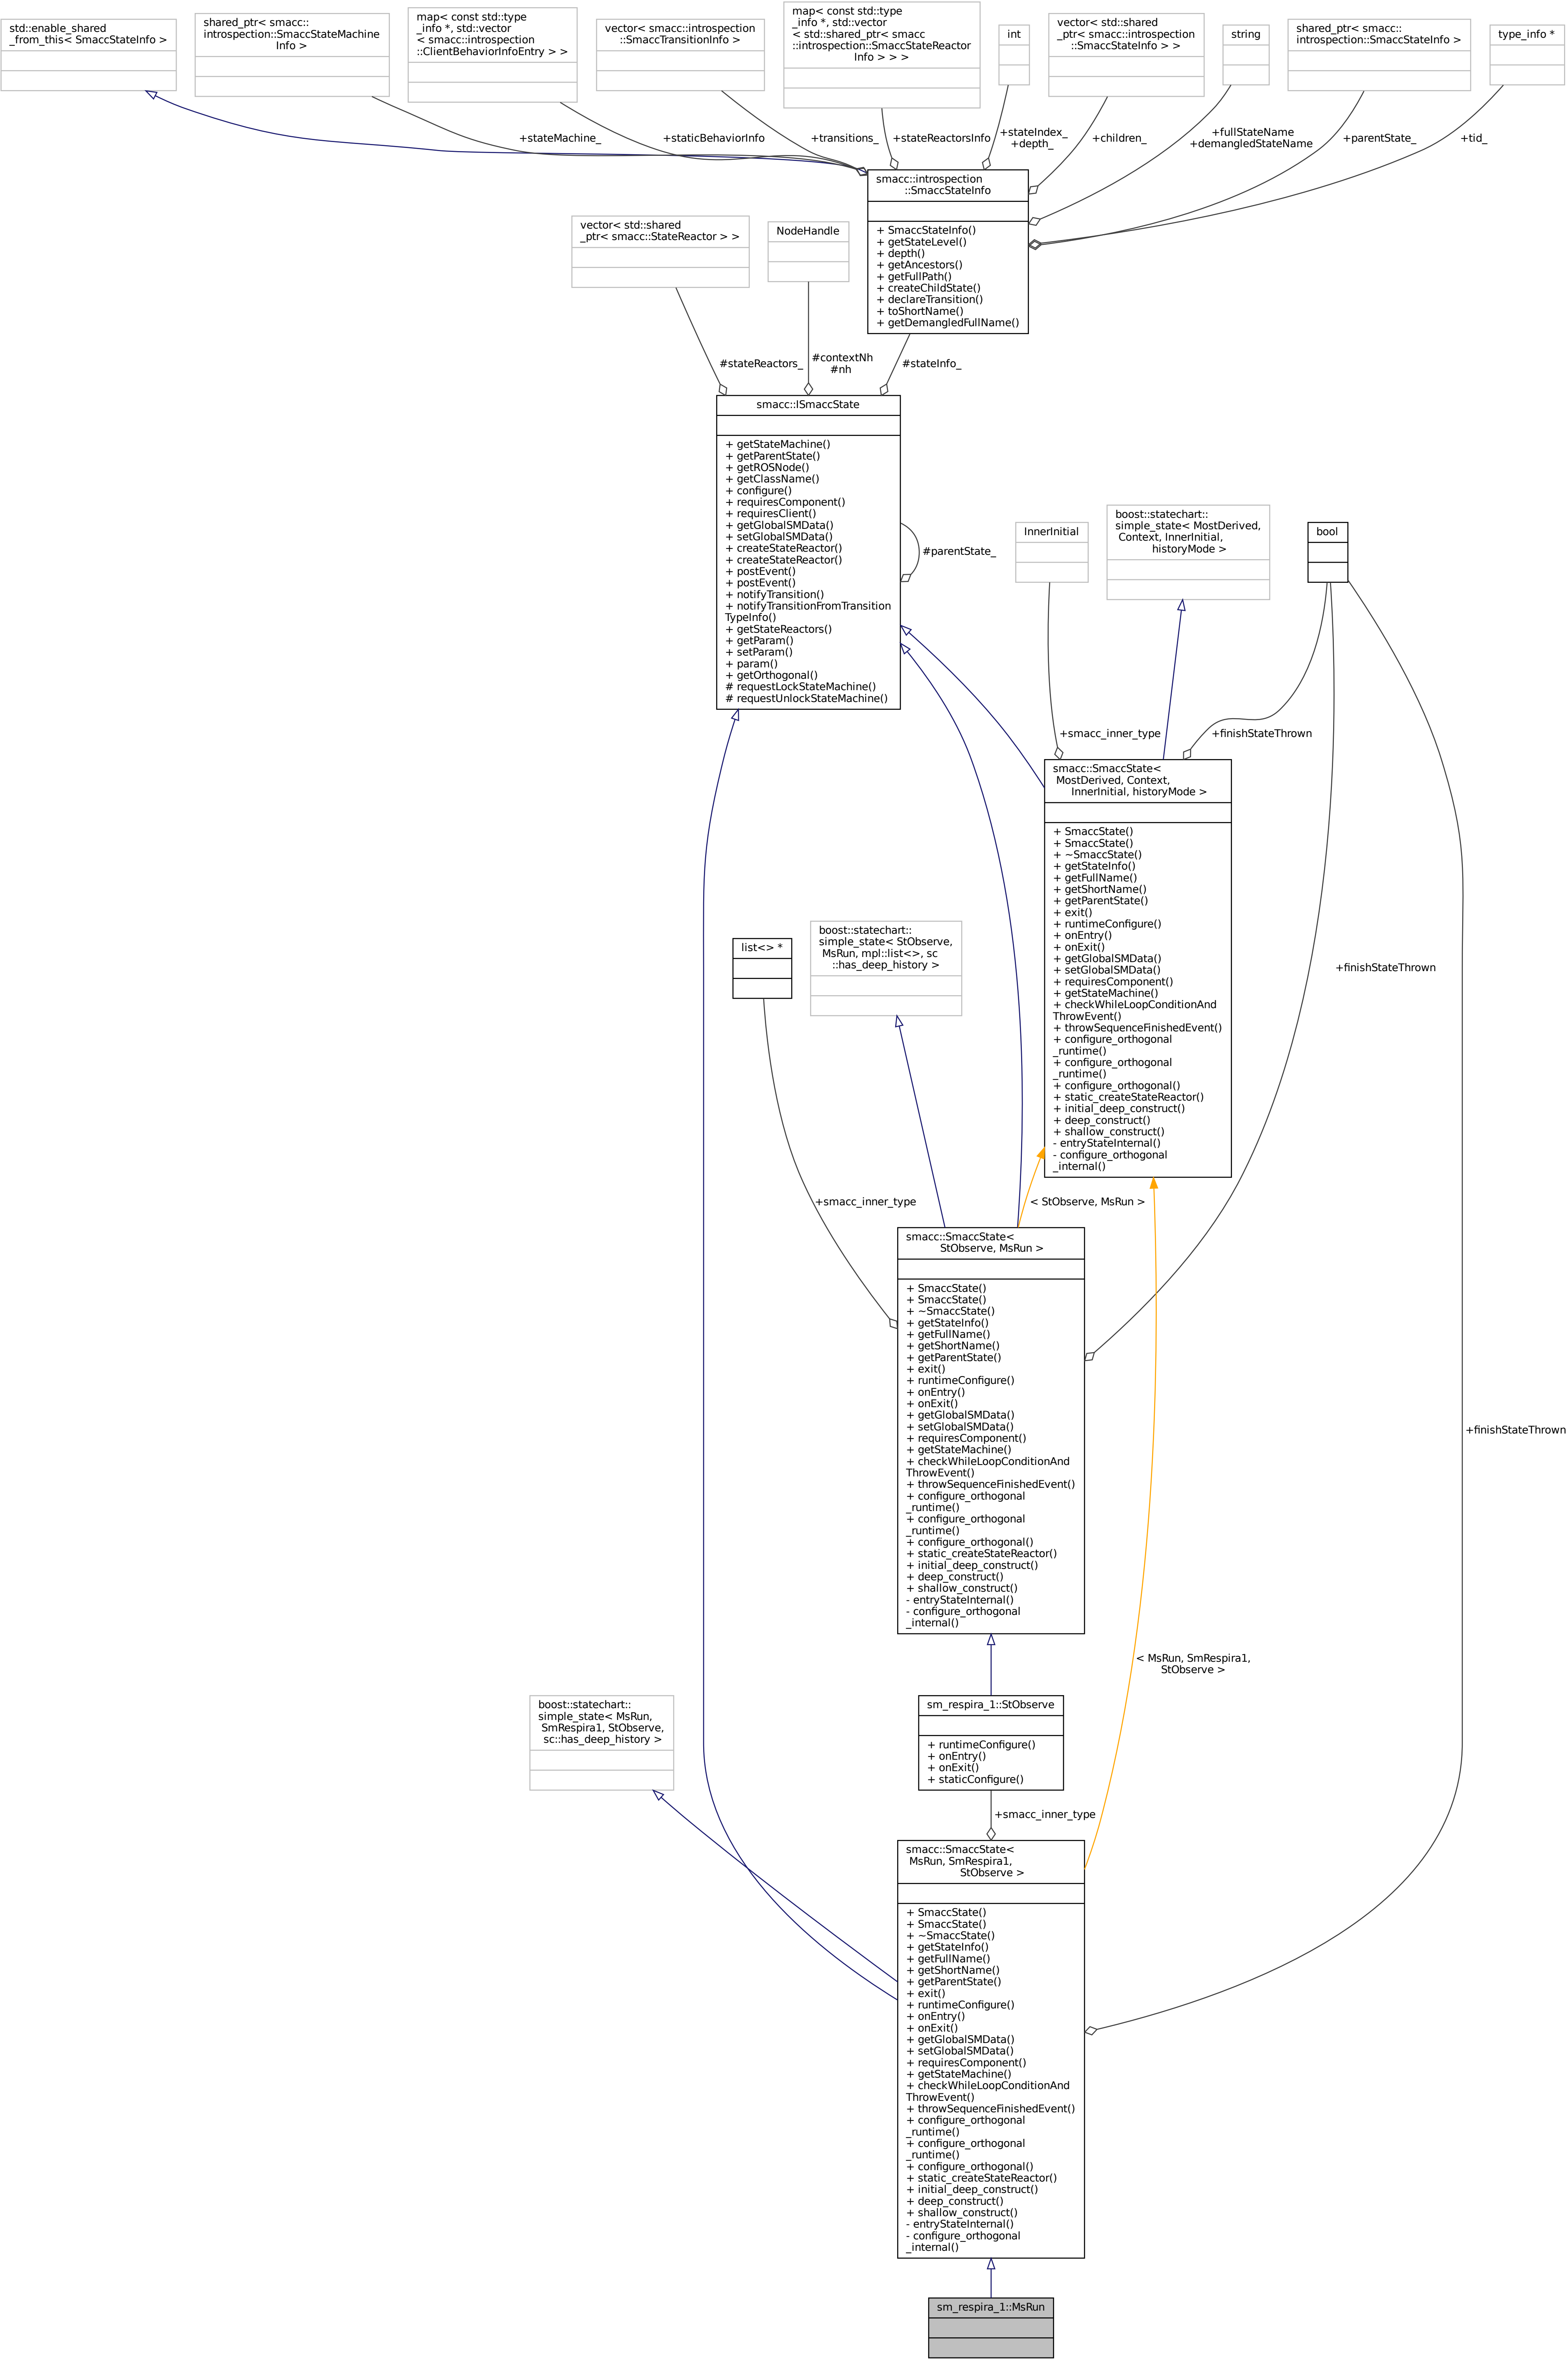 std::enable_shared
_from_this< SmaccStateInfo >
shared_ptr< smacc::
introspection::SmaccStateMachine
Info >
map< const std::type
_info *, std::vector
< smacc::introspection
::ClientBehaviorInfoEntry > >
vector< smacc::introspection
::SmaccTransitionInfo >
map< const std::type
_info *, std::vector
< std::shared_ptr< smacc
::introspection::SmaccStateReactor
Info > > >
int
vector< std::shared
_ptr< smacc::introspection
::SmaccStateInfo > >
string
shared_ptr< smacc::
introspection::SmaccStateInfo >
type_info *
+stateMachine_
+staticBehaviorInfo
+transitions_
+stateReactorsInfo
+stateIndex_
+depth_
+children_
+fullStateName
+demangledStateName
+parentState_
+tid_
smacc::introspection
::SmaccStateInfo
+ SmaccStateInfo()
+ getStateLevel()
+ depth()
+ getAncestors()
+ getFullPath()
+ createChildState()
+ declareTransition()
+ toShortName()
+ getDemangledFullName()
vector< std::shared
_ptr< smacc::StateReactor > >
NodeHandle
#stateReactors_
#contextNh
#nh
#stateInfo_
smacc::ISmaccState
+ getStateMachine()
+ getParentState()
+ getROSNode()
+ getClassName()
+ configure()
+ requiresComponent()
+ requiresClient()
+ getGlobalSMData()
+ setGlobalSMData()
+ createStateReactor()
+ createStateReactor()
+ postEvent()
+ postEvent()
+ notifyTransition()
+ notifyTransitionFromTransition
TypeInfo()
+ getStateReactors()
+ getParam()
+ setParam()
+ param()
+ getOrthogonal()
# requestLockStateMachine()
# requestUnlockStateMachine()
#parentState_
InnerInitial
boost::statechart::
simple_state< MostDerived,
Context, InnerInitial,
historyMode >
bool
+smacc_inner_type
+finishStateThrown
smacc::SmaccState<
MostDerived, Context,
InnerInitial, historyMode >
+ SmaccState()
+ SmaccState()
+ ~SmaccState()
+ getStateInfo()
+ getFullName()
+ getShortName()
+ getParentState()
+ exit()
+ runtimeConfigure()
+ onEntry()
+ onExit()
+ getGlobalSMData()
+ setGlobalSMData()
+ requiresComponent()
+ getStateMachine()
+ checkWhileLoopConditionAnd
ThrowEvent()
+ throwSequenceFinishedEvent()
+ configure_orthogonal
_runtime()
+ configure_orthogonal
_runtime()
+ configure_orthogonal()
+ static_createStateReactor()
+ initial_deep_construct()
+ deep_construct()
+ shallow_construct()
- entryStateInternal()
- configure_orthogonal
_internal()
list<> *
boost::statechart::
simple_state< StObserve,
MsRun, mpl::list<>, sc
::has_deep_history >
+finishStateThrown
+smacc_inner_type
< StObserve, MsRun >
smacc::SmaccState<
StObserve, MsRun >
+ SmaccState()
+ SmaccState()
+ ~SmaccState()
+ getStateInfo()
+ getFullName()
+ getShortName()
+ getParentState()
+ exit()
+ runtimeConfigure()
+ onEntry()
+ onExit()
+ getGlobalSMData()
+ setGlobalSMData()
+ requiresComponent()
+ getStateMachine()
+ checkWhileLoopConditionAnd
ThrowEvent()
+ throwSequenceFinishedEvent()
+ configure_orthogonal
_runtime()
+ configure_orthogonal
_runtime()
+ configure_orthogonal()
+ static_createStateReactor()
+ initial_deep_construct()
+ deep_construct()
+ shallow_construct()
- entryStateInternal()
- configure_orthogonal
_internal()
+finishStateThrown
< MsRun, SmRespira1,
StObserve >
boost::statechart::
simple_state< MsRun,
SmRespira1, StObserve,
sc::has_deep_history >
sm_respira_1::StObserve
+ runtimeConfigure()
+ onEntry()
+ onExit()
+ staticConfigure()
+smacc_inner_type
smacc::SmaccState<
MsRun, SmRespira1,
StObserve >
+ SmaccState()
+ SmaccState()
+ ~SmaccState()
+ getStateInfo()
+ getFullName()
+ getShortName()
+ getParentState()
+ exit()
+ runtimeConfigure()
+ onEntry()
+ onExit()
+ getGlobalSMData()
+ setGlobalSMData()
+ requiresComponent()
+ getStateMachine()
+ checkWhileLoopConditionAnd
ThrowEvent()
+ throwSequenceFinishedEvent()
+ configure_orthogonal
_runtime()
+ configure_orthogonal
_runtime()
+ configure_orthogonal()
+ static_createStateReactor()
+ initial_deep_construct()
+ deep_construct()
+ shallow_construct()
- entryStateInternal()
- configure_orthogonal
_internal()
sm_respira_1::MsRun